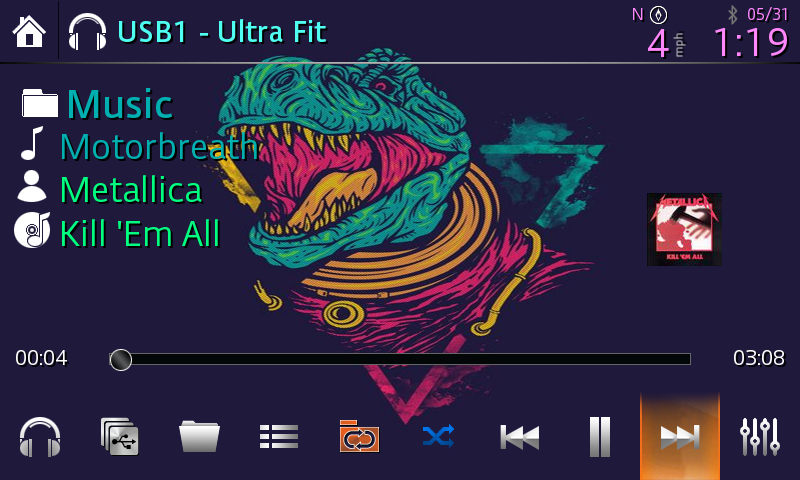 USB1 - Ultra Fit
N
05/31
4 mph
1:19
Music
Motorbreath
Metallica
Kill 'Em All
METALLICA
KILL 'EM ALL
00:04
03:08